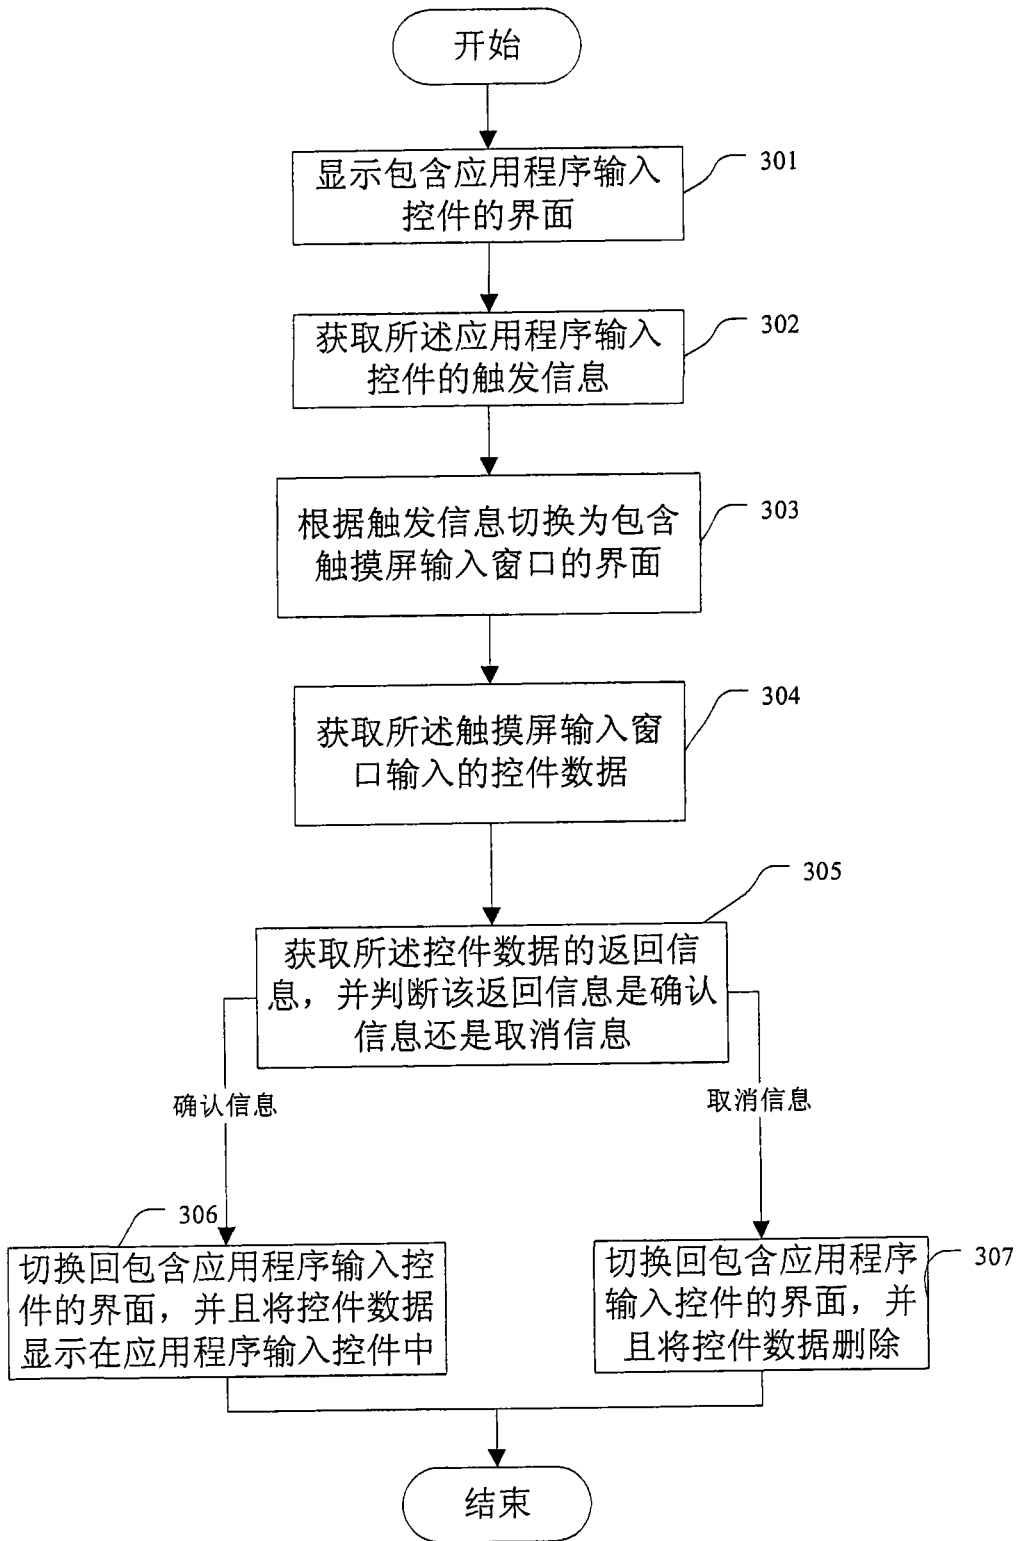 开始
显示包含应用程序输入
控件的界面
301
获取所述应用程序输入
控件的触发信息
302
根据触发信息切换为包含
触摸屏输入窗口的界面
303
获取所述触摸屏输入窗
口输入的控件数据
304
获取所述控件数据的返回信
息，并判断该返回信息是确认
信息还是取消信息
305
确认信息
取消信息
306
切换回包含应用程序输入控
件的界面，并且将控件数据
显示在应用程序输入控件中
切换回包含应用程序
输入控件的界面，并
且将控件数据删除
307
结束